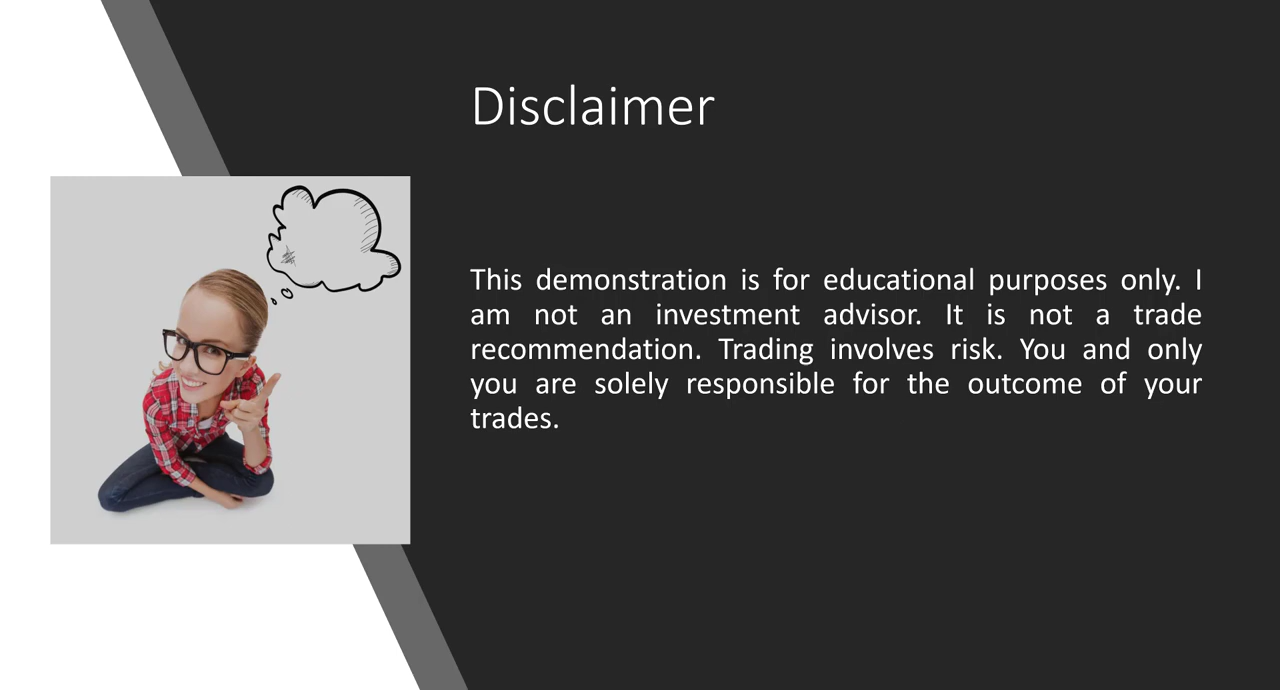 Disclaimer
This demonstration is for educational purposes only. I
am not an investment advisor. It is not a trade
recommendation. Trading involves risk. You and only
you are solely responsible for the outcome of your
trades.